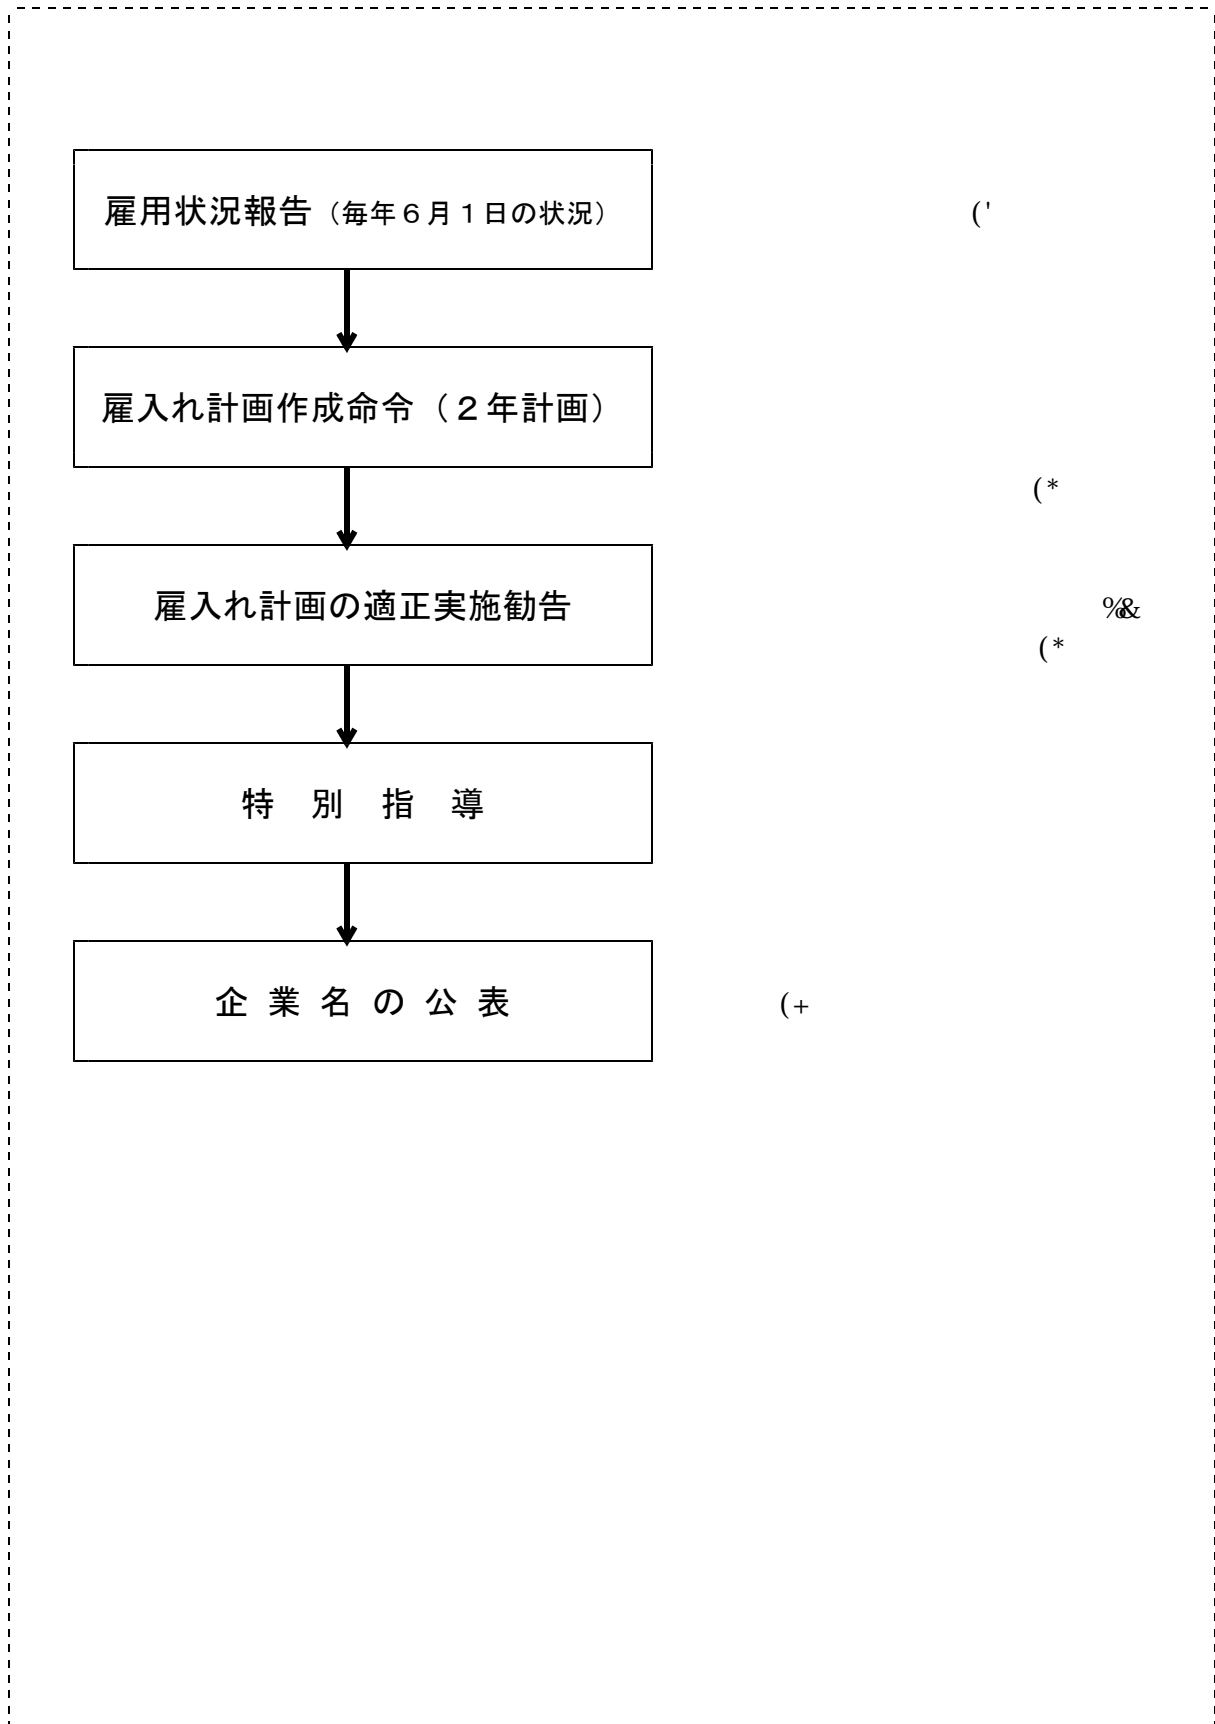 雇用状況報告（毎年６月１日の状況）
('
雇入れ計画作成命令（２年計画）
(*
雇入れ計画の適正実施勧告
%&
(*
特　別　指　導
企 業 名 の 公 表
(+